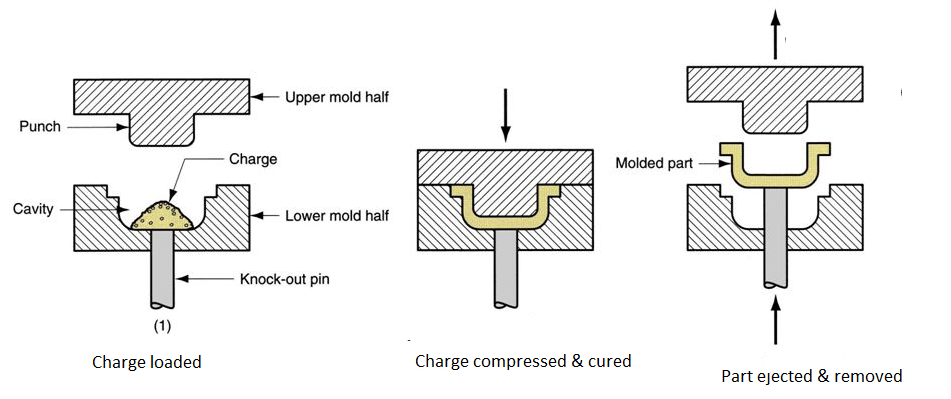 Upper mold half
Punch
Charge
Cavity
Lower mold half
Knock-out pin
(1)
Charge loaded
Charge compressed & cured
Molded part
Part ejected & removed